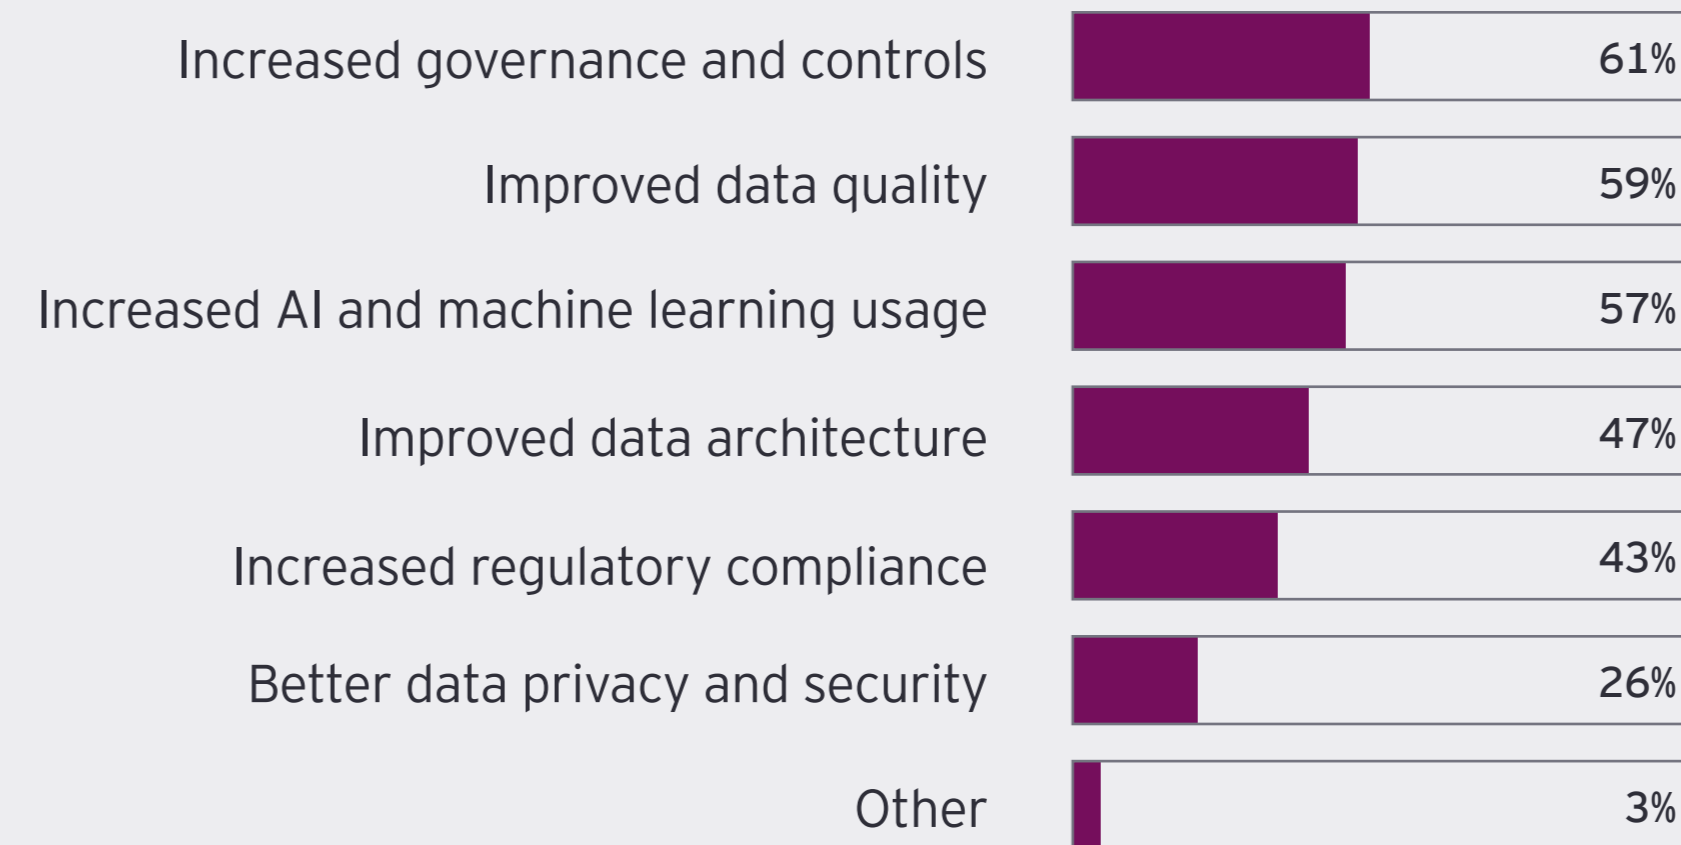 Increased governance and controls 61%
Improved data quality 59%
Increased AI and machine learning usage 57%
Improved data architecture 47%
Increased regulatory compliance 43%
Better data privacy and security 26%
Other 3%